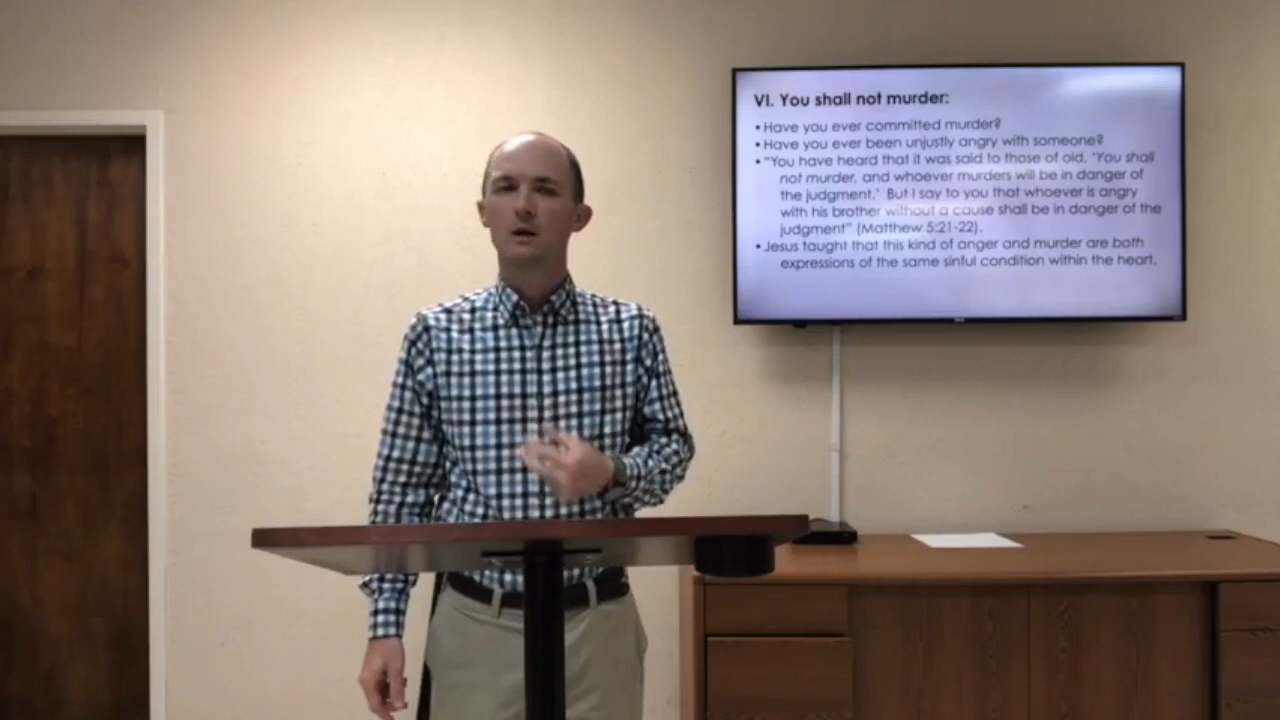 VI. You shall not murder:
• Have you ever committed murder?
• Have you ever been unjustly angry with someone?
• "You have heard that it was said to those of old, 'You shall
not murder, and whoever murders will be in danger of
the judgment.' But I say to you that whoever is angry
with his brother without a cause shall be in danger of the
judgment" (Matthew 5:21-22).
• Jesus taught that this kind of anger and murder are both
expressions of the same sinful condition within the heart.